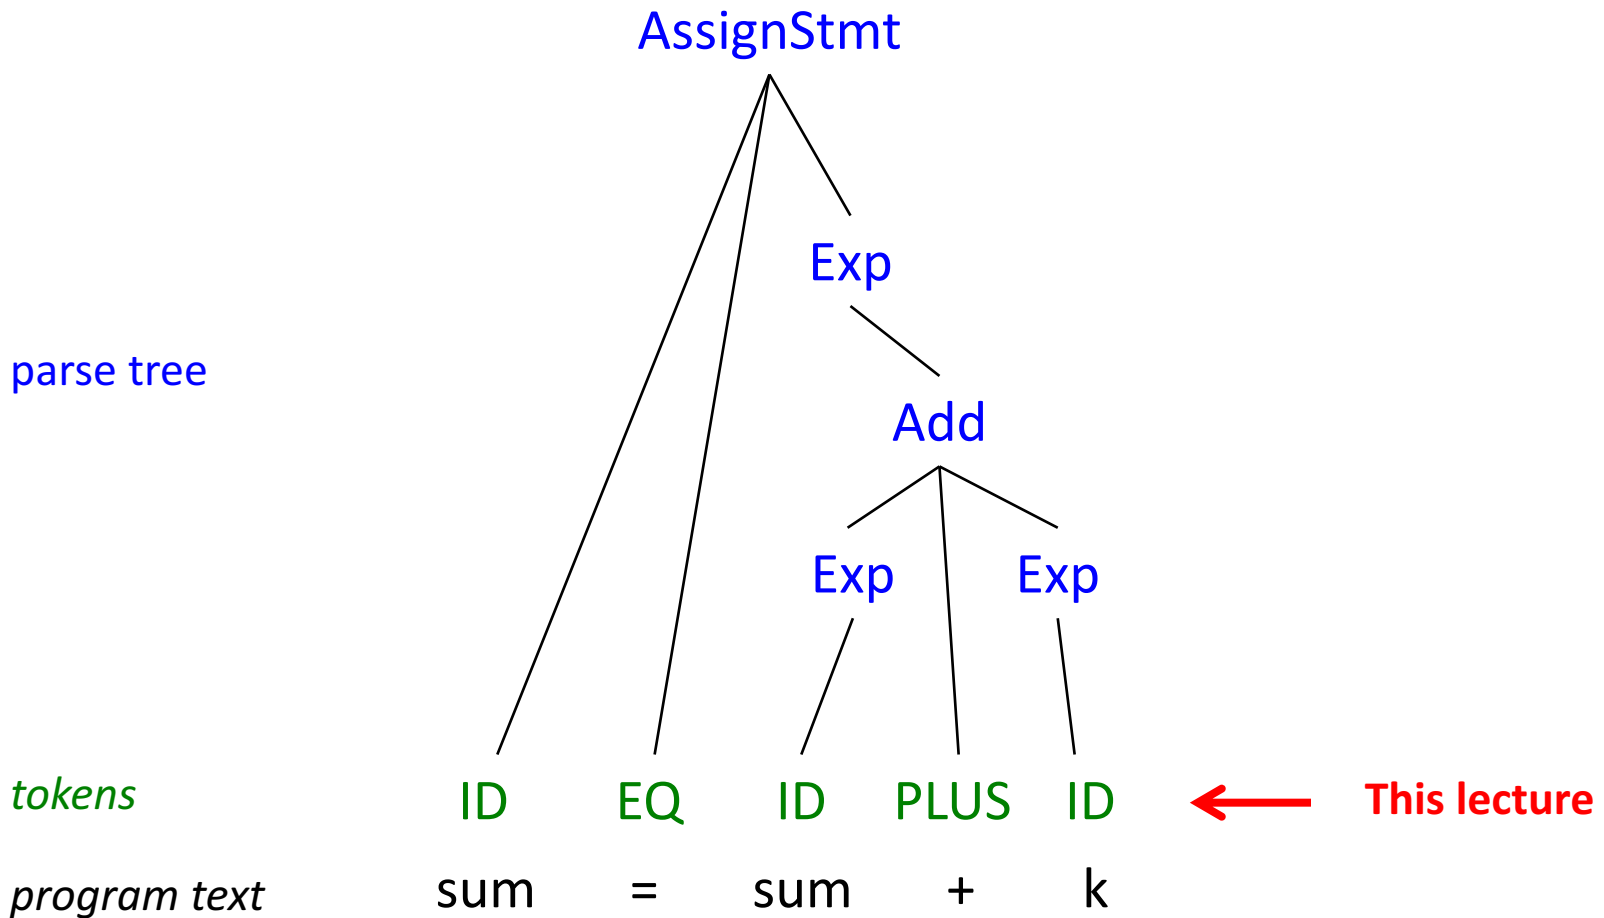 AssignStmt
Exp
parse tree
Add
Exp Exp
tokens ID EQ ID PLUS ID This lecture
program text sum = sum + k